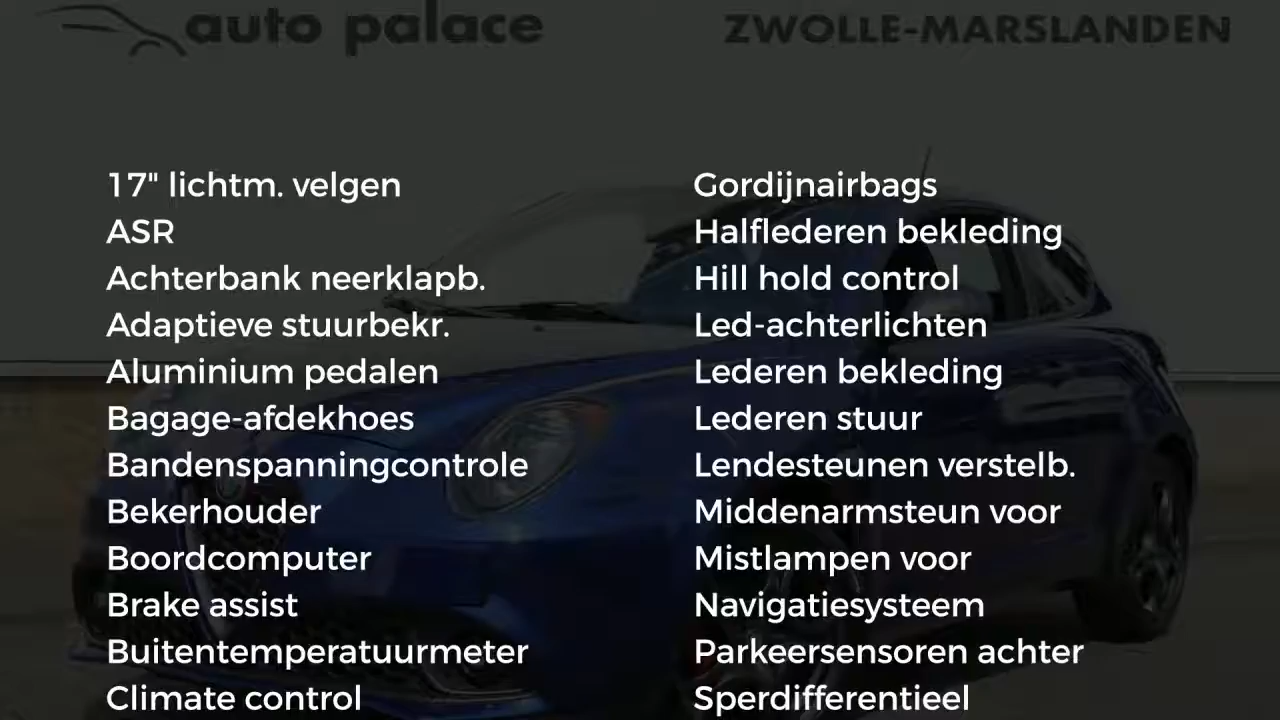 auto palace
ZWOLLE-MARSLANDEN
17" lichtm. velgen
ASR
Achterbank neerklapb.
Adaptieve stuurbekr.
Aluminium pedalen
Bagage-afdekhoes
Bandenspanningcontrole
Bekerhouder
Boordcomputer
Brake assist
Buitentemperatuurmeter
Climate control
Gordijnairbags
Halflederen bekleding
Hill hold control
Led-achterlichten
Lederen bekleding
Lederen stuur
Lendesteunen verstelb.
Middenarmsteun voor
Mistlampen voor
Navigatiesysteem
Parkeersensoren achter
Sperdifferentieel